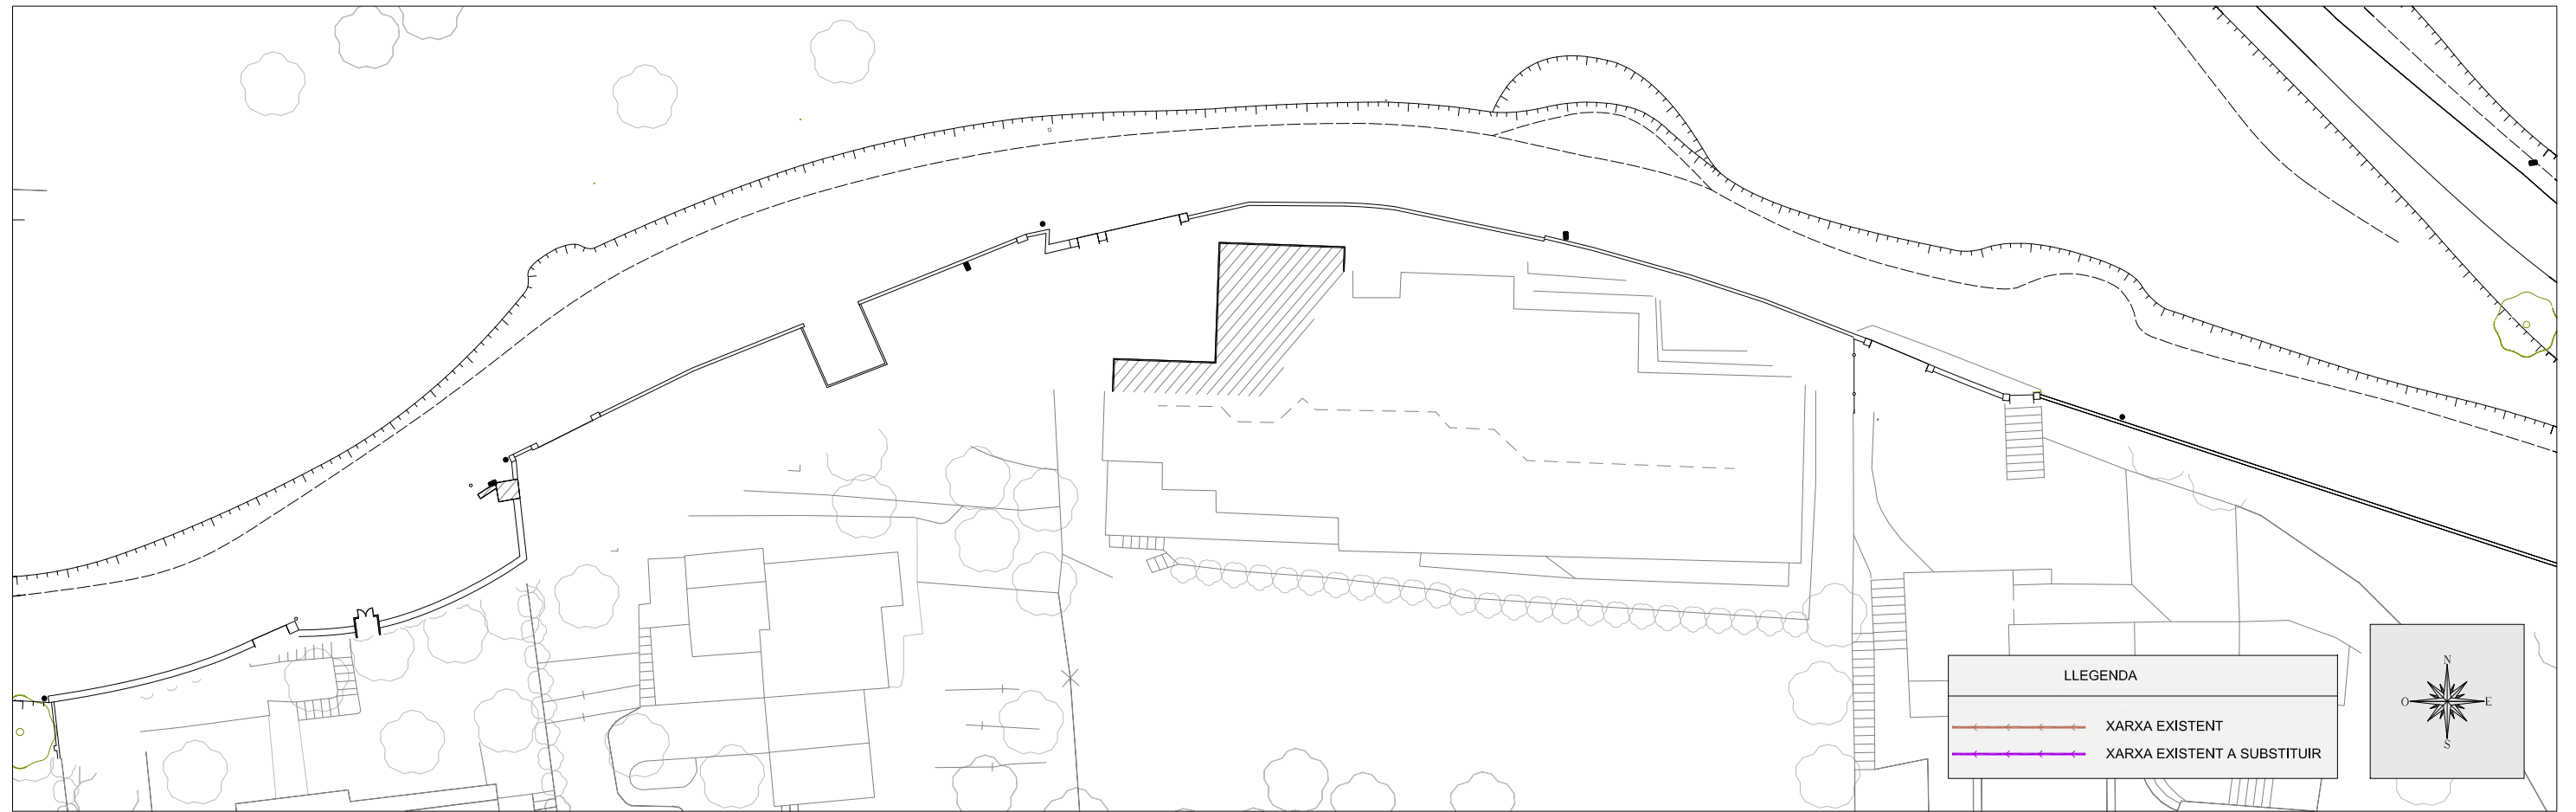 LLEGENDA
XARXA EXISTENT
XARXA EXISTENT A SUBSTITUIR
N
O E
S